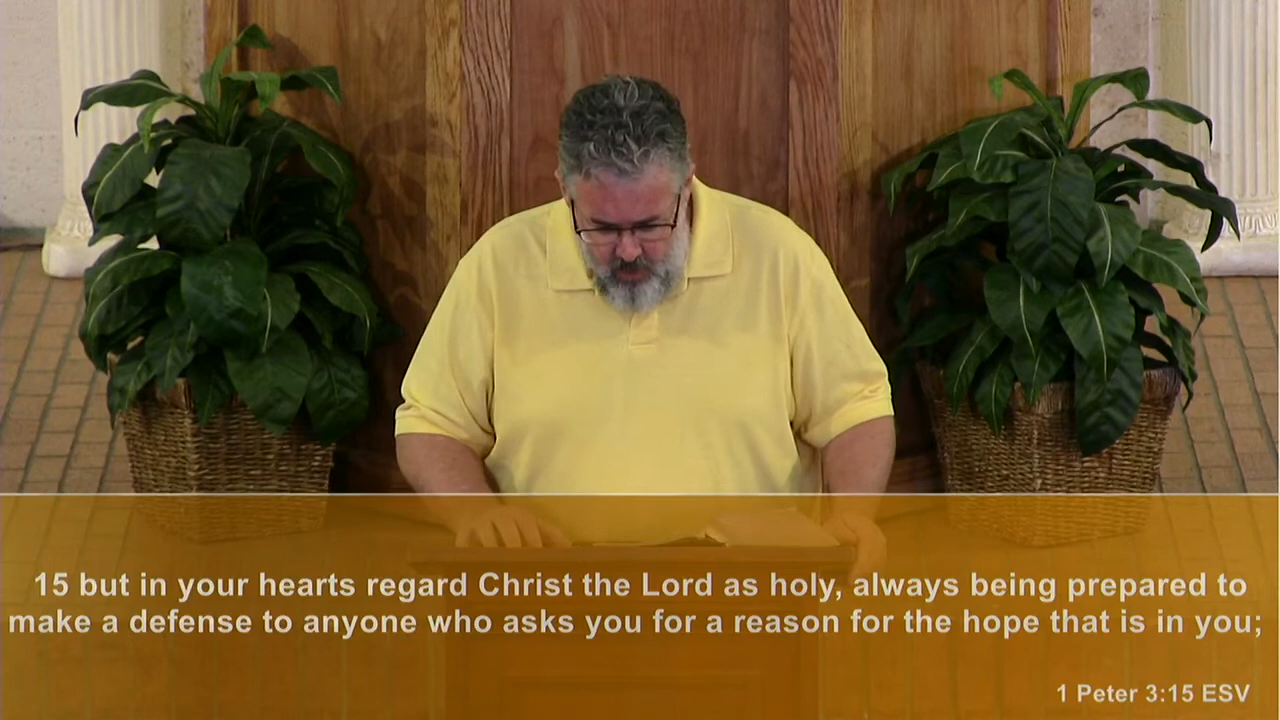 15 but in your hearts regard Christ the Lord as holy, always being prepared to
make a defense to anyone who asks you for a reason for the hope that is in you;
1 Peter 3:15 ESV